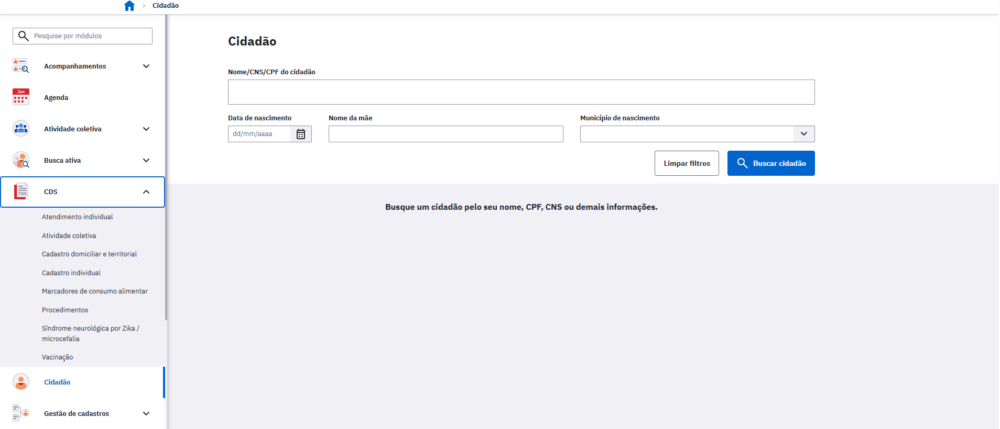 Cidadão
Pesquise por módulos
Acompanhamentos
Jan
Agenda
Atividade coletiva
Busca ativa
CDS
CDS
Atendimento individual
Atividade coletiva
Cadastro domiciliar e territorial
Cadastro individual
Marcadores de consumo alimentar
Procedimentos
Síndrome neurológica por Zika /
microcefalia
Vacinação
Cidadão
Gestão de cadastros
Cidadão
Nome/CNS/CPF do cidadão
Data de nascimento
Nome da mãe
Município de nascimento
dd/mm/aaaa
Limpar filtros
Buscar cidadão
Busque um cidadão pelo seu nome, CPF, CNS ou demais informações.